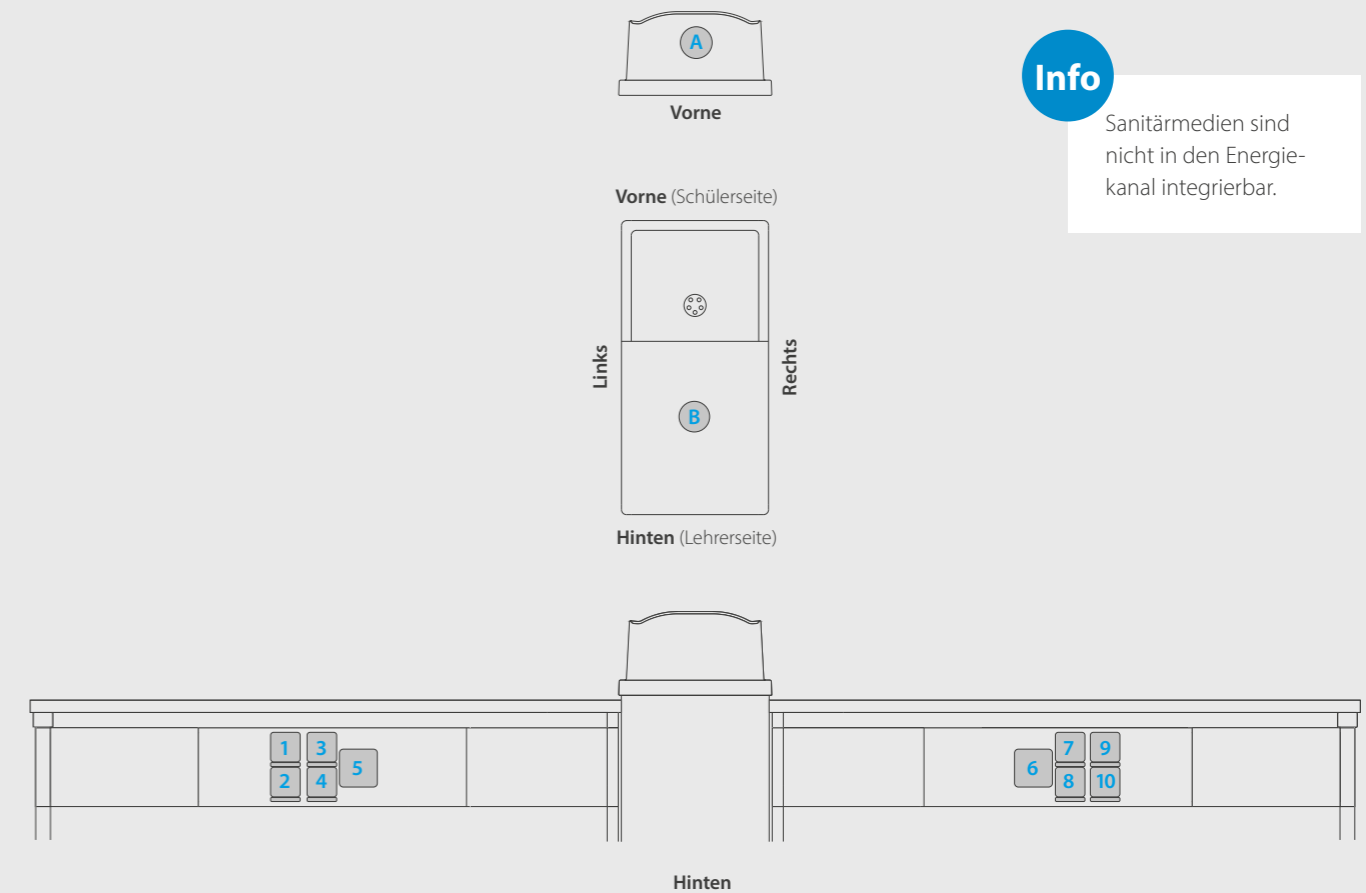 A
Vorne
Info
Sanitärmedien sind
nicht in den Energie-
kanal integrierbar.
Vorne (Schülerseite)
Links
Rechts
B
Hinten (Lehrerseite)
1 3
5
2 4
7 9
6
8 10
Hinten